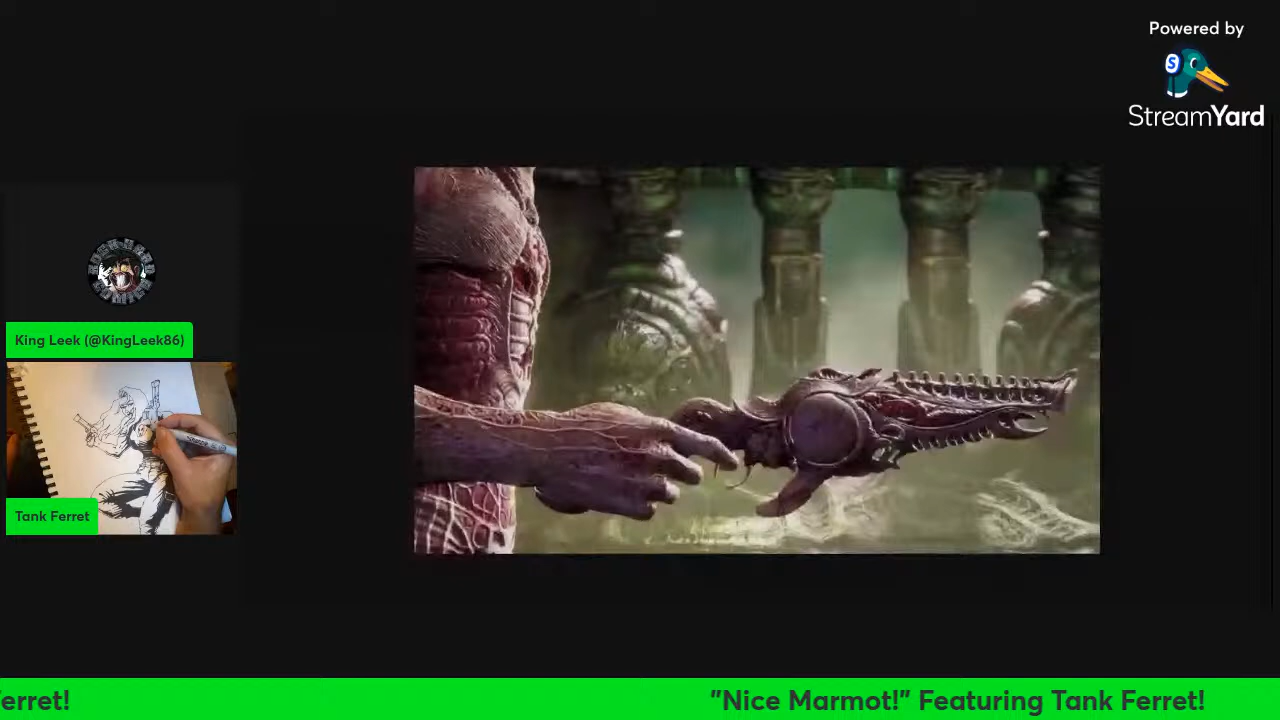 Powered by
S
StreamYard
King Leek (@KingLeek86)
Tank Ferret
erret!
"Nice Marmot!" Featuring Tank Ferret!